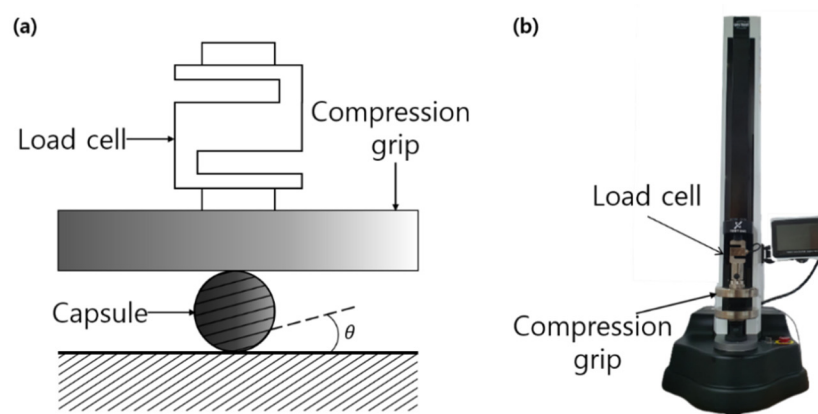 (a)
Load cell
Compression
grip
Capsule
θ
(b)
Load cell
Compression
grip